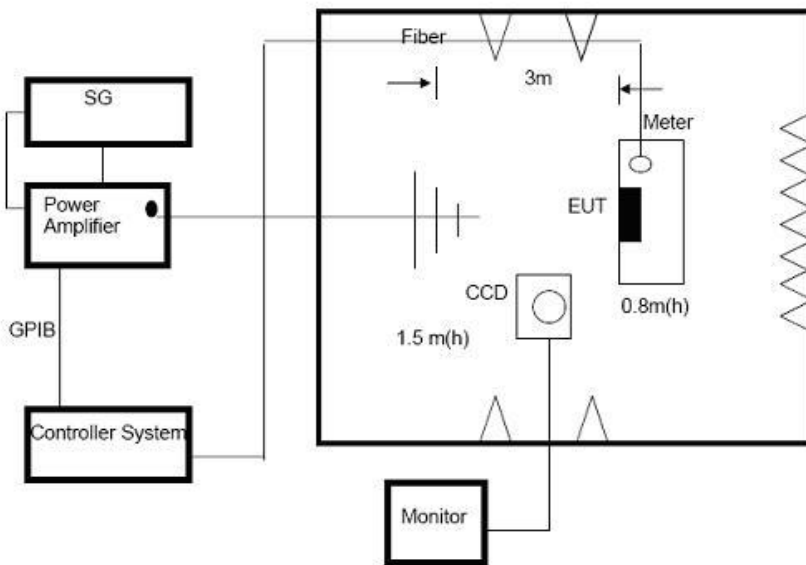 Fiber
3m
SG
Meter
Power
Amplifier
EUT
CCD
0.8m(h)
1.5 m(h)
GPIB
Controller System
Monitor